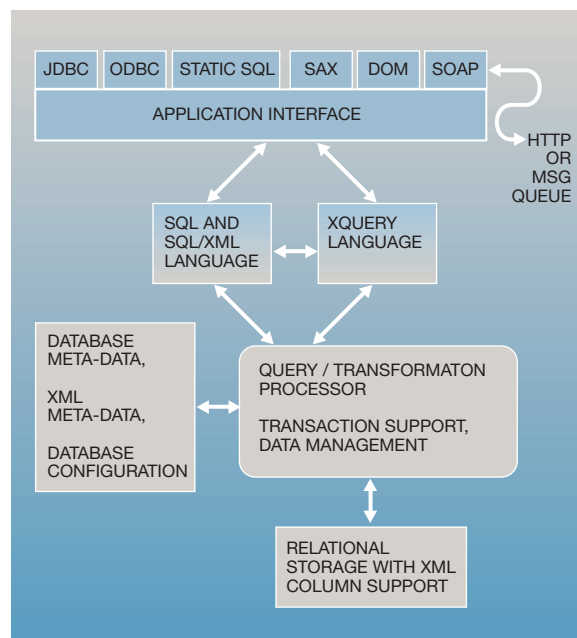 JDBC ODBC STATIC SQL SAX DOM SOAP
APPLICATION INTERFACE
HTTP
OR
MSG
QUEUE
SQL AND
SQL/XML
LANGUAGE
XQUERY
LANGUAGE
DATABASE
META-DATA,
XML
META-DATA,
DATABASE
CONFIGURATION
QUERY / TRANSFORMATON
PROCESSOR
TRANSACTION SUPPORT,
DATA MANAGEMENT
RELATIONAL
STORAGE WITH XML
COLUMN SUPPORT